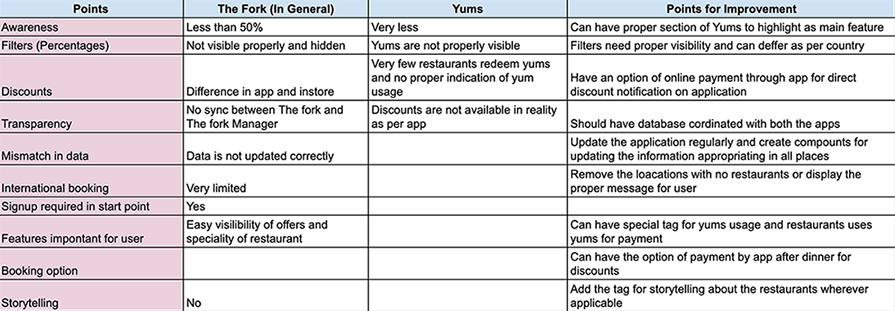 Points The Fork (In General) Yums Points for Improvement
Awareness Less than 50% Very less Can have proper section of Yums to highlight as main feature
Filters (Percentages) Not visible properly and hidden Yums are not properly visible Filters need proper visibility and can deffer as per country
Very few restaurants redeem yums
and no proper indication of yum Have an option of online payment through app for direct
Discounts Difference in app and instore usage discount notification on application
No sync between The fork and Discounts are not available in reality
Transparency The fork Manager as per app Should have database cordinated with both the apps
Update the application regularly and create compounts for
Mismatch in data Data is not updated correctly updating the information appropriating in all places
Remove the loacations with no restaurants or display the
International booking Very limited proper message for user
Signup required in start point Yes
Easy visilibility of offers and Can have special tag for yums usage and restaurants uses
Features important for user speciality of restaurant yums for payment
Can have the option of payment by app after dinner for
Booking option discounts
Add the tag for storytelling about the restaurants wherever
Storytelling No applicable